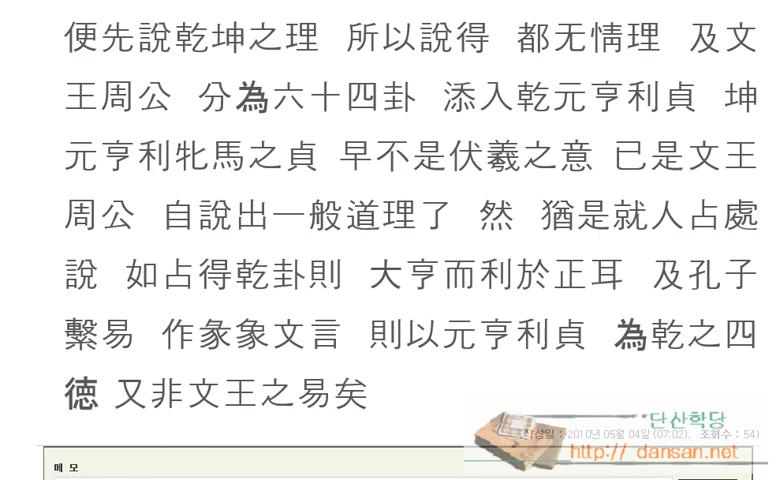 便先說乾坤之理 所以說得 都无情理 及文
王周公 分為六十四卦 添入乾元亨利貞 坤
元亨利牝馬之貞 早不是伏羲之意 已是文王
周公 自說出一般道理了 然 猶是就人占處
說 如占得乾卦則 大亨而利於正耳 及孔子
繫易 作彖象文言 則以元亨利貞 為乾之四
徳 又非文王之易矣
단산학당
(작성일 : 2010년 05월 04일 (07:02), 조회수 : 54)
http:// dansan.net
메 모